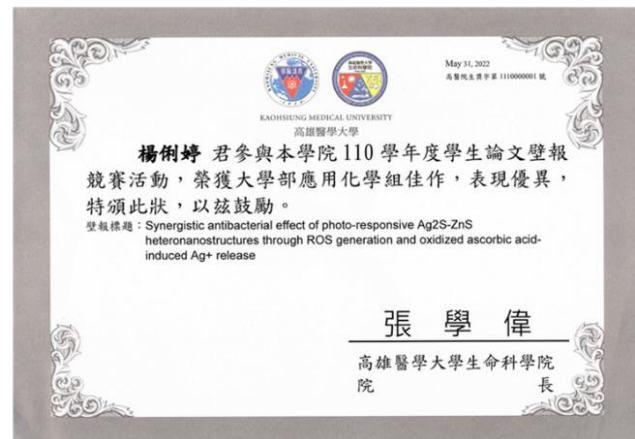 May 31, 2022
高醫院生獎字第 1110000001 號
KAOHSIUNG MEDICAL UNIVERSITY
高雄醫學大學
楊俐婷 君參與本學院 110 學年度學生論文壁報
競賽活動，榮獲大學部應用化學組佳作，表現優異，
特頒此狀，以茲鼓勵。
壁報標題：Synergistic antibacterial effect of photo-responsive Ag2S-ZnS
heteronanostructures through ROS generation and oxidized ascorbic acid-
induced Ag+ release
張 學 偉
高雄醫學大學生命科學院
院 長